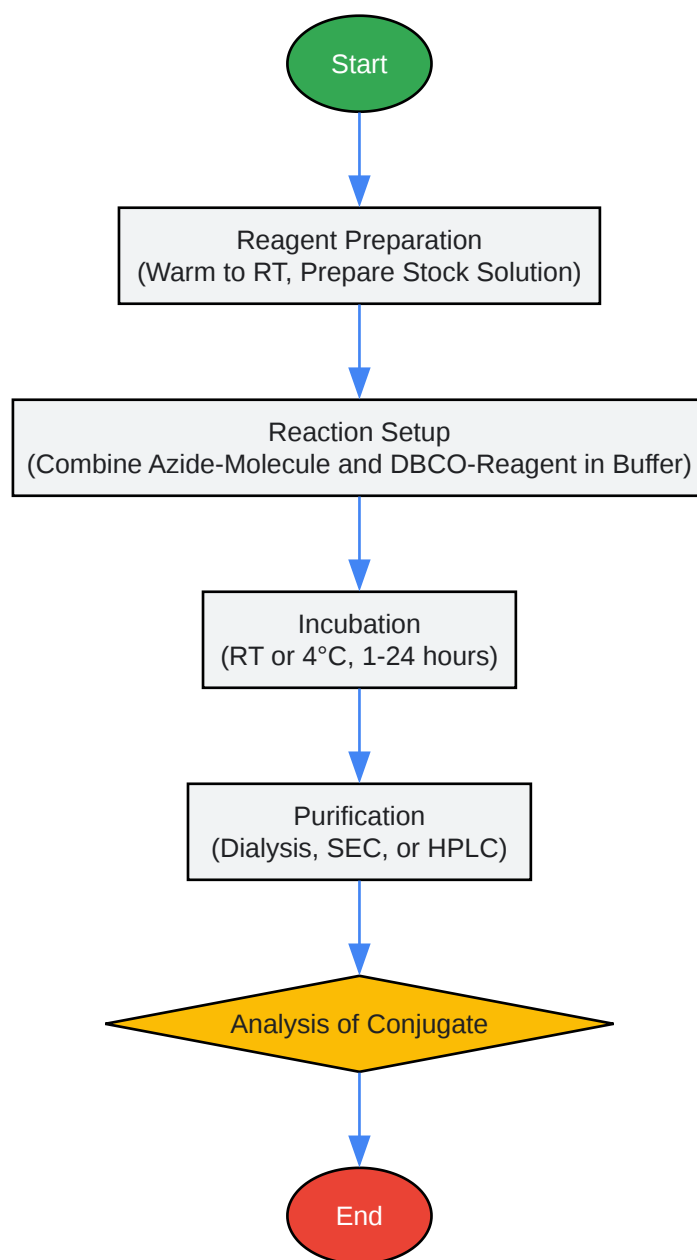 Start
Reagent Preparation
(Warm to RT, Prepare Stock Solution)
Reaction Setup
(Combine Azide-Molecule and DBCO-Reagent in Buffer)
Incubation
(RT or 4°C, 1-24 hours)
Purification
(Dialysis, SEC, or HPLC)
Analysis of Conjugate
End